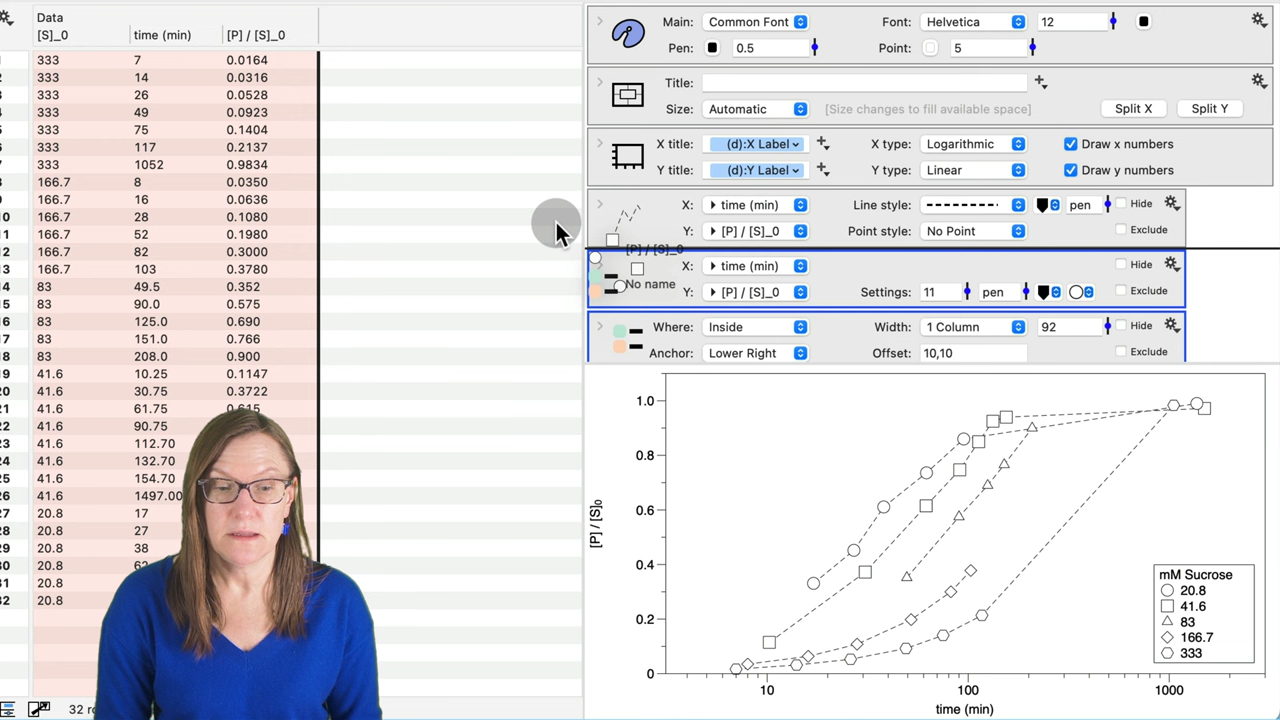 Data
[S]_0 time (min) [P] / [S]_0
333 7 0.0164
333 14 0.0316
333 26 0.0528
333 49 0.0923
333 75 0.1404
333 117 0.2137
333 1052 0.9834
166.7 8 0.0350
166.7 16 0.0636
166.7 28 0.1080
166.7 52 0.1980
166.7 82 0.3000
13 166.7 103 0.3780
83 49.5 0.352
83 90.0 0.575
83 125.0 0.690
83 151.0 0.766
83 208.0 0.900
41.6 10.25 0.1147
41.6 30.75 0.3722
41.6 61.75
41.6 90.75
41.6 112.70
41.6 132.70
41.6 154.70
41.6 1497.00
20.8 17
20.8 27
20.8 38
20.8
20.8
20.8
Main: Common Font Font: Helvetica 12
Pen: 0.5 Point: 5
Title:
Size: Automatic [Size changes to fill available space] Split X Split Y
X title: (d):X Label X type: Logarithmic Draw x numbers
Y title: (d):Y Label Y type: Linear Draw y numbers
X: time (min) Line style: pen Hide
Y: [P] / [S]_0 Point style: No Point Exclude
[P] / [S]_0
X: time (min) Hide
No name
Y: [P] / [S]_0 Settings: 11 pen Exclude
Where: Inside Width: 1 Column 92 Hide
Anchor: Lower Right Offset: 10,10 Exclude
1.0
0.8
0.6
0.4
0.2
0
[P] / [S]₀
mM Sucrose
20.8
41.6
83
166.7
333
10 100 1000
time (min)